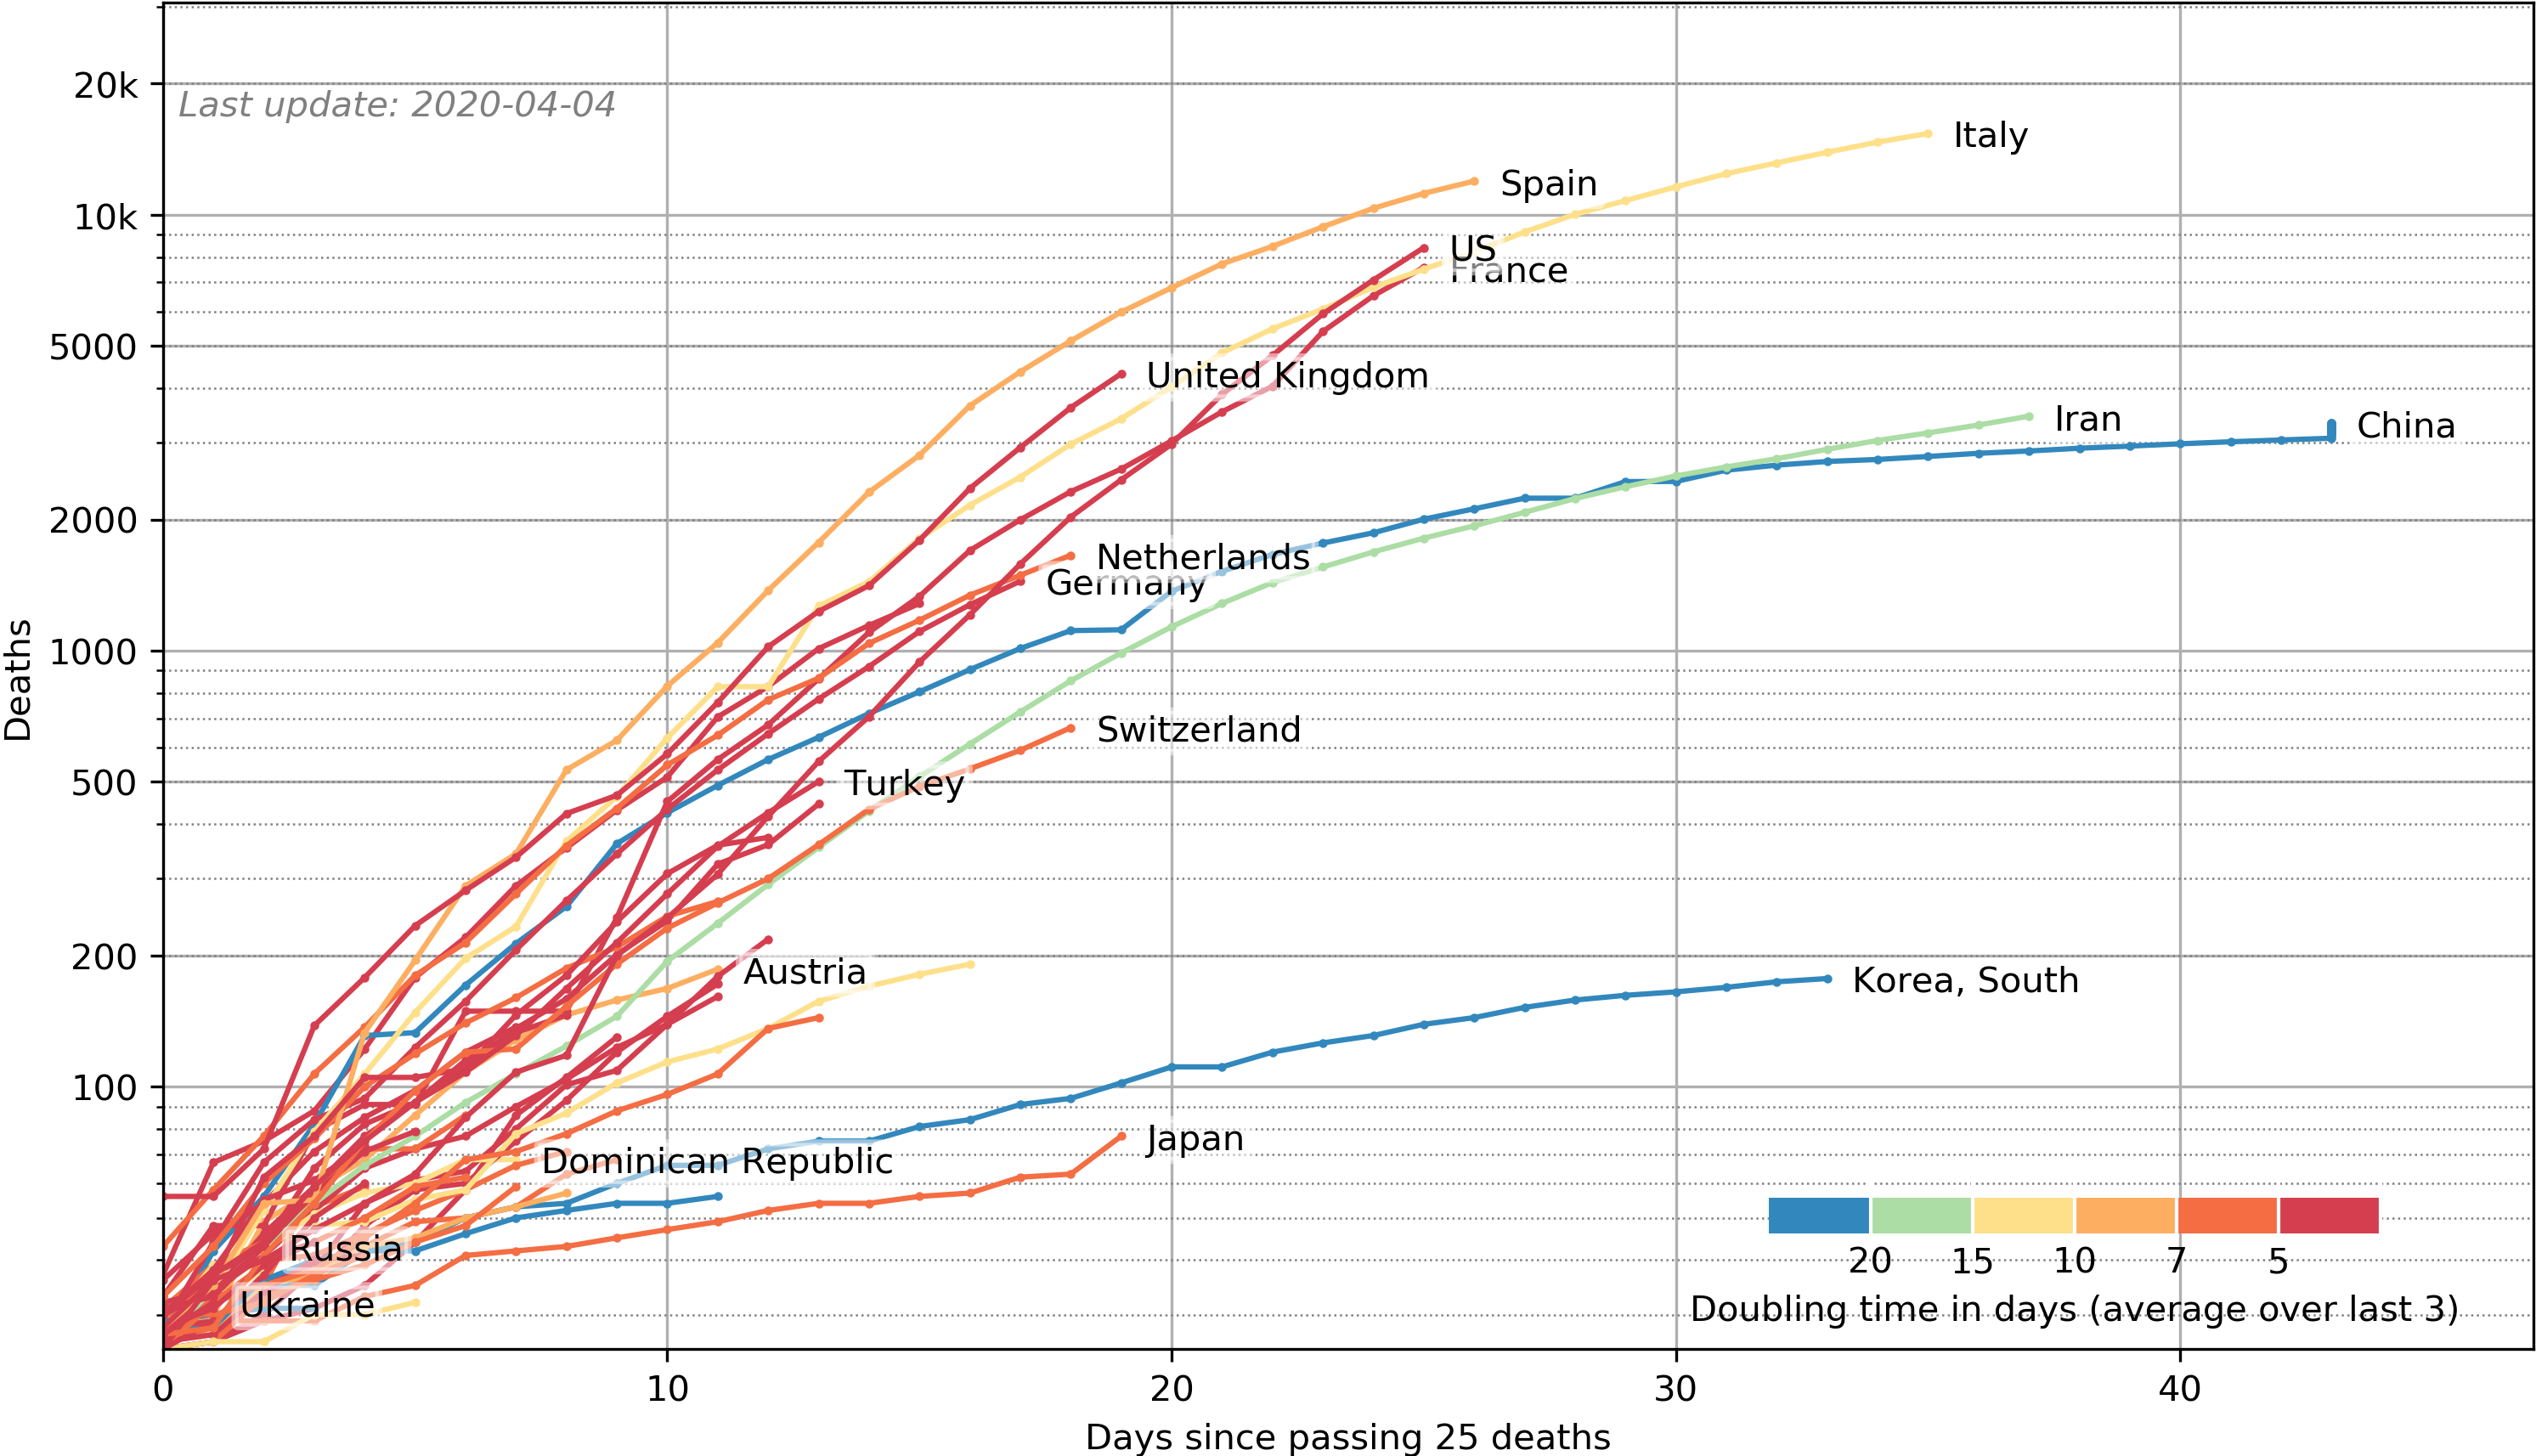 20k
Last update: 2020-04-04
Italy
Spain
10k
US
France
5000
United Kingdom
Iran
China
2000
Netherlands
Germany
1000
Deaths
Switzerland
500
Turkey
200
Austria
Korea, South
100
Japan
Dominican Republic
Russia
20 15 10 7 5
Ukraine
Doubling time in days (average over last 3)
0 10 20 30 40
Days since passing 25 deaths